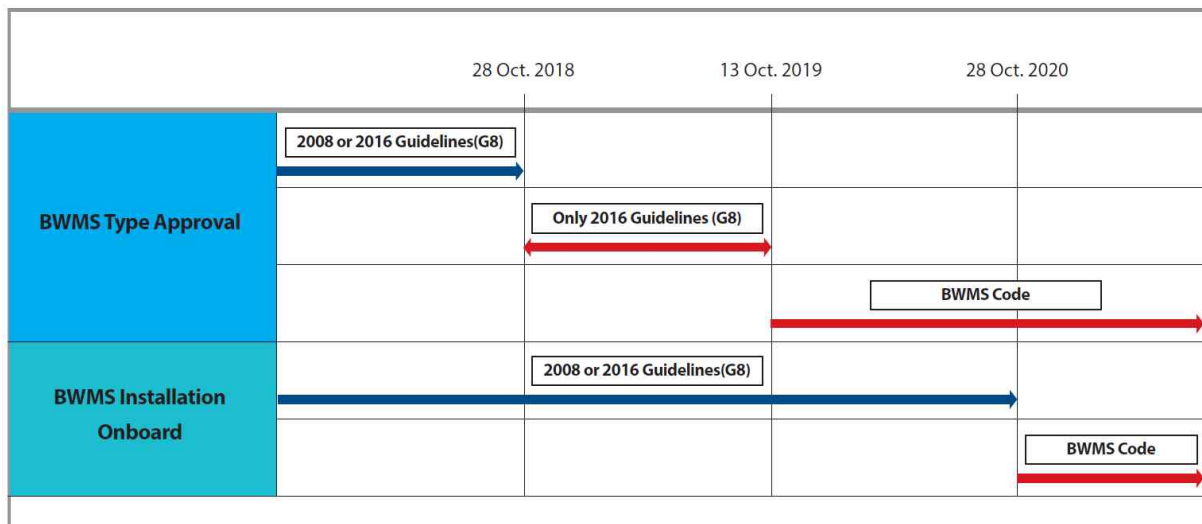 28 Oct. 2018
13 Oct. 2019
28 Oct. 2020
2008 or 2016 Guidelines(G8)
BWMS Type Approval
Only 2016 Guidelines (G8)
BWMS Code
2008 or 2016 Guidelines(G8)
BWMS Installation
Onboard
BWMS Code